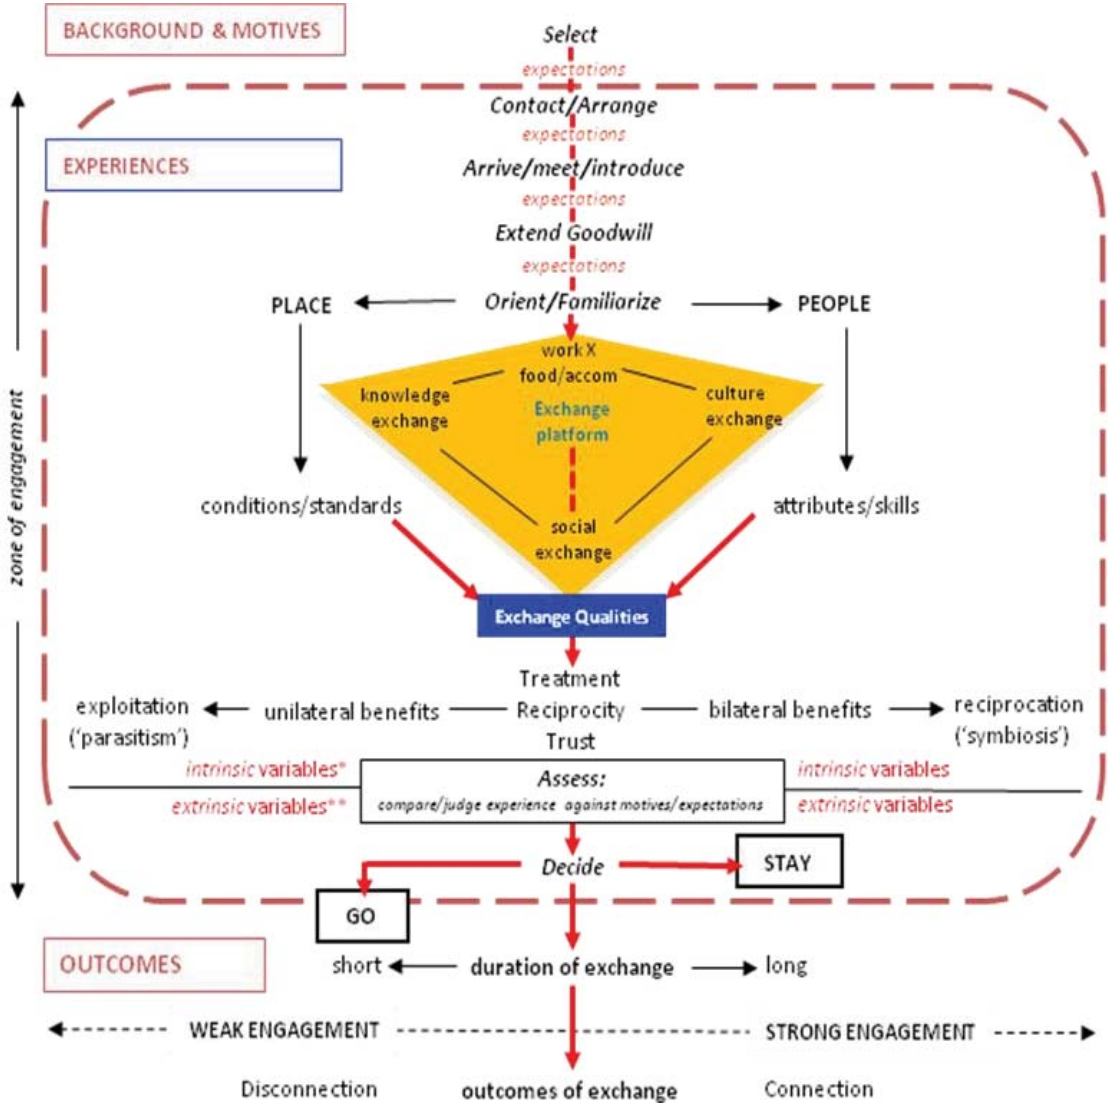 BACKGROUND & MOTIVES
Select
expectations
Contact/Arrange
expectations
EXPERIENCES
Arrive/meet/introduce
expectations
Extend Goodwill
expectations
PLACE
Orient/Familiarize
PEOPLE
zone of engagement
work X
food/accom
knowledge
exchange
culture
exchange
Exchange
platform
conditions/standards
attributes/skills
social
exchange
Exchange Qualities
Treatment
exploitation
('parasitism')
unilateral benefits
Reciprocity
bilateral benefits
reciprocation
('symbiosis')
Trust
intrinsic variables*
extrinsic variables**
Assess:
compare/judge experience against motives/expectations
intrinsic variables
extrinsic variables
Decide
STAY
GO
OUTCOMES
short
duration of exchange
long
WEAK ENGAGEMENT
STRONG ENGAGEMENT
Disconnection
outcomes of exchange
Connection